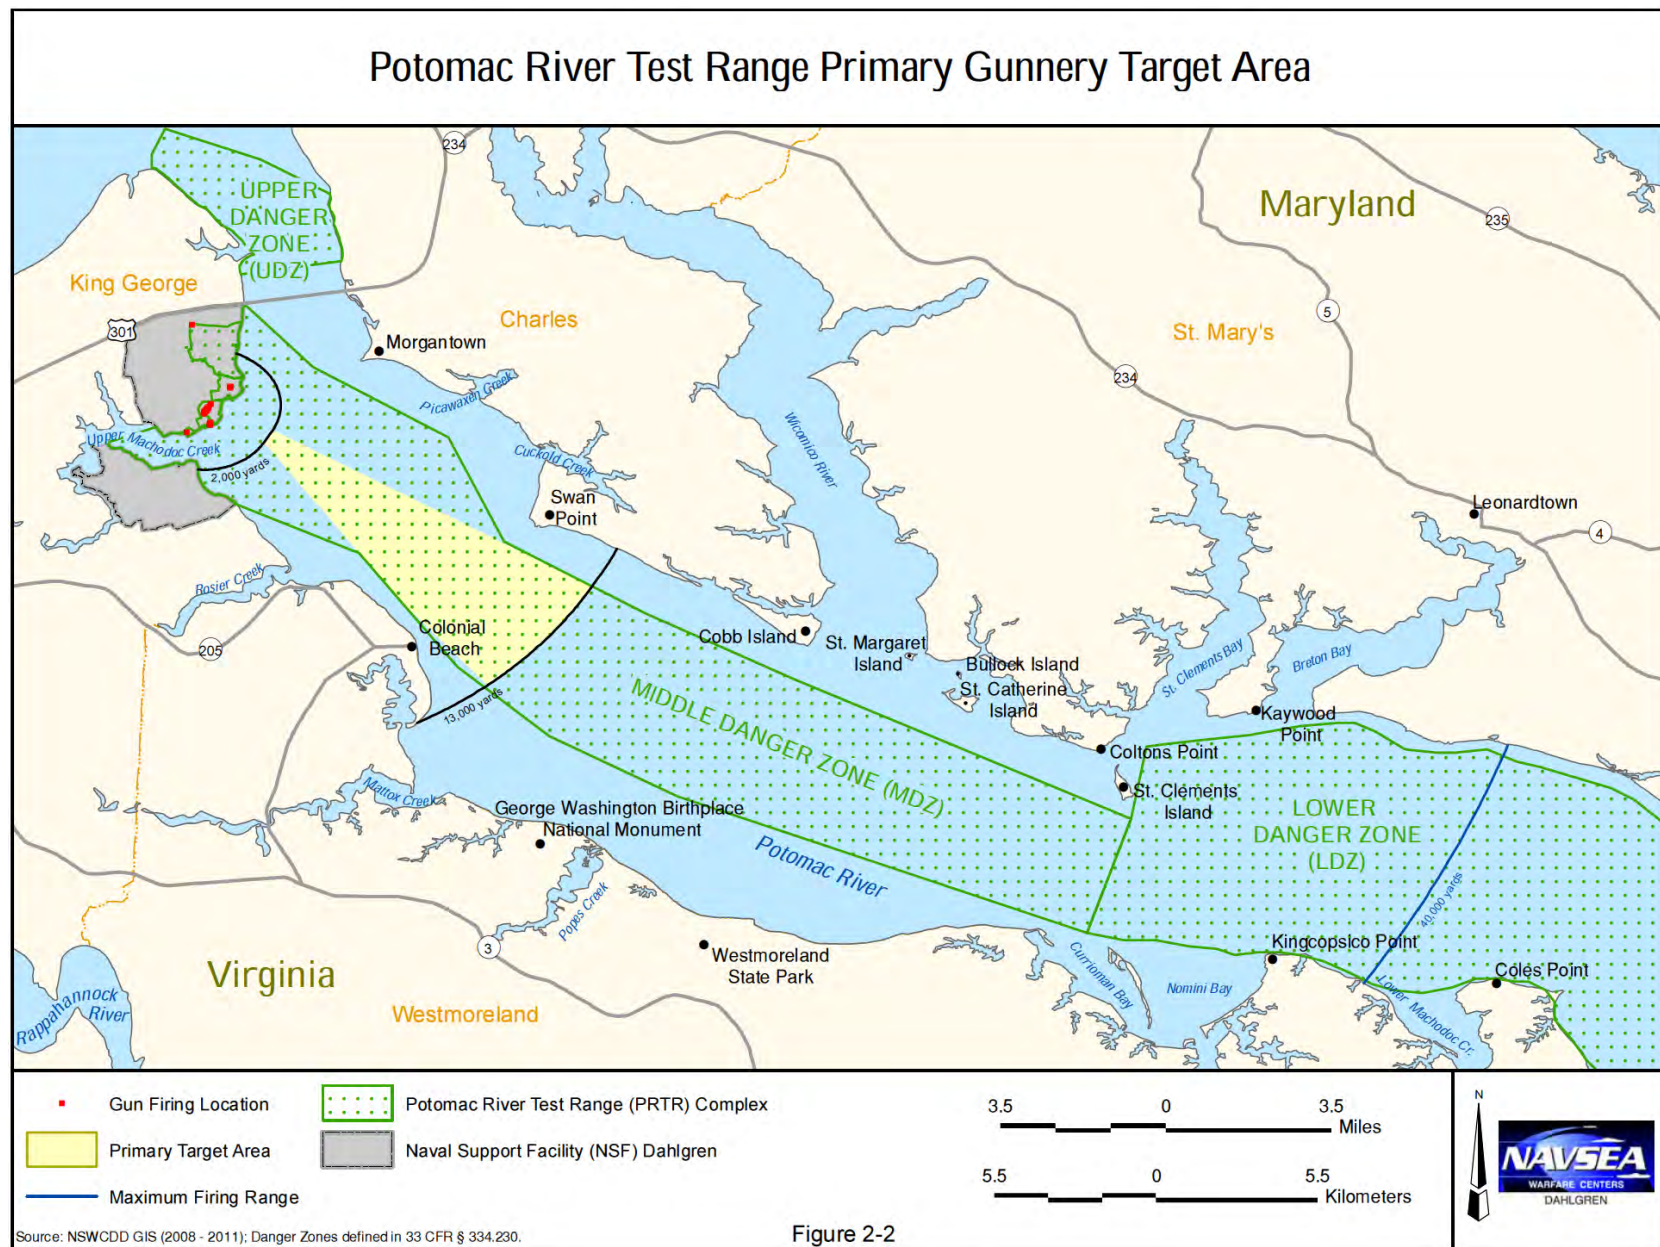 Potomac River Test Range Primary Gunnery Target Area
234
UPPER
DANGER
ZONE
(UDZ)
Maryland
235
King George
301
Charles
5
St. Mary's
Morgantown
Picawaxen Creek
234
Wicomico River
Upper Machodoc Creek
2,000 yards
Cuckold Creek
Swan
Point
Leonardtown
4
Rosier Creek
205
Colonial
Beach
Cobb Island
St. Margaret
Island
Bullock Island
St. Catherine
Island
St. Clements Bay
Breton Bay
13,000 yards
MIDDLE DANGER ZONE (MDZ)
Kaywood
Point
Coltons Point
St. Clements
Island
Mattox Creek
George Washington Birthplace
National Monument
LOWER
DANGER ZONE
(LDZ)
Potomac River
40,000 yards
Popes Creek
3
Westmoreland
State Park
Kingcopsico Point
Coles Point
Currioman Bay
Nomini Bay
Lower Machodoc Cr.
Virginia
Westmoreland
Rappahannock
River
Gun Firing Location
Primary Target Area
Maximum Firing Range
Potomac River Test Range (PRTR) Complex
Naval Support Facility (NSF) Dahlgren
3.5 0 3.5
Miles
5.5 0 5.5
Kilometers
N
NAVSEA
WARFARE CENTERS
DAHLGREN
Source: NSWCDD GIS (2008 - 2011); Danger Zones defined in 33 CFR § 334.230.
Figure 2-2